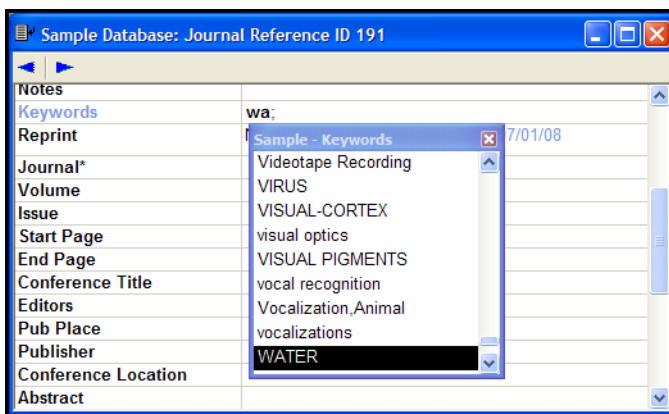 Sample Database: Journal Reference ID 191
Notes
Keywords wa;
Reprint 7/01/08
Sample - Keywords
Videotape Recording
VIRUS
VISUAL-CORTEX
visual optics
VISUAL PIGMENTS
vocal recognition
Vocalization,Animal
vocalizations
WATER
Journal*
Volume
Issue
Start Page
End Page
Conference Title
Editors
Pub Place
Publisher
Conference Location
Abstract